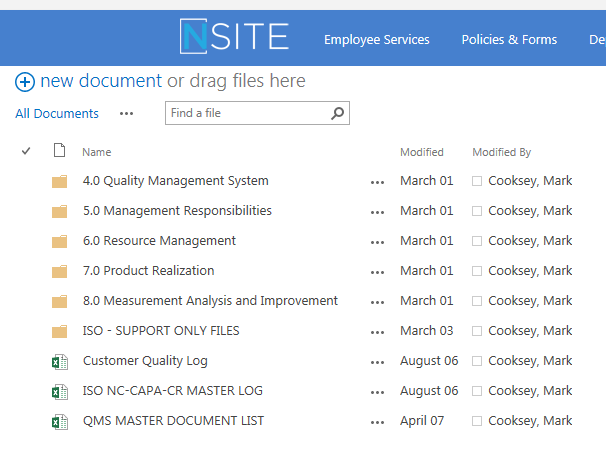 NSITE Employee Services Policies & Forms De
new document or drag files here
All Documents ... Find a file
Name Modified Modified By
4.0 Quality Management System ... March 01 Cooksey, Mark
5.0 Management Responsibilities ... March 01 Cooksey, Mark
6.0 Resource Management ... March 01 Cooksey, Mark
7.0 Product Realization ... March 01 Cooksey, Mark
8.0 Measurement Analysis and Improvement ... March 01 Cooksey, Mark
ISO - SUPPORT ONLY FILES ... March 03 Cooksey, Mark
Customer Quality Log ... August 06 Cooksey, Mark
ISO NC-CAPA-CR MASTER LOG ... August 06 Cooksey, Mark
QMS MASTER DOCUMENT LIST ... April 07 Cooksey, Mark